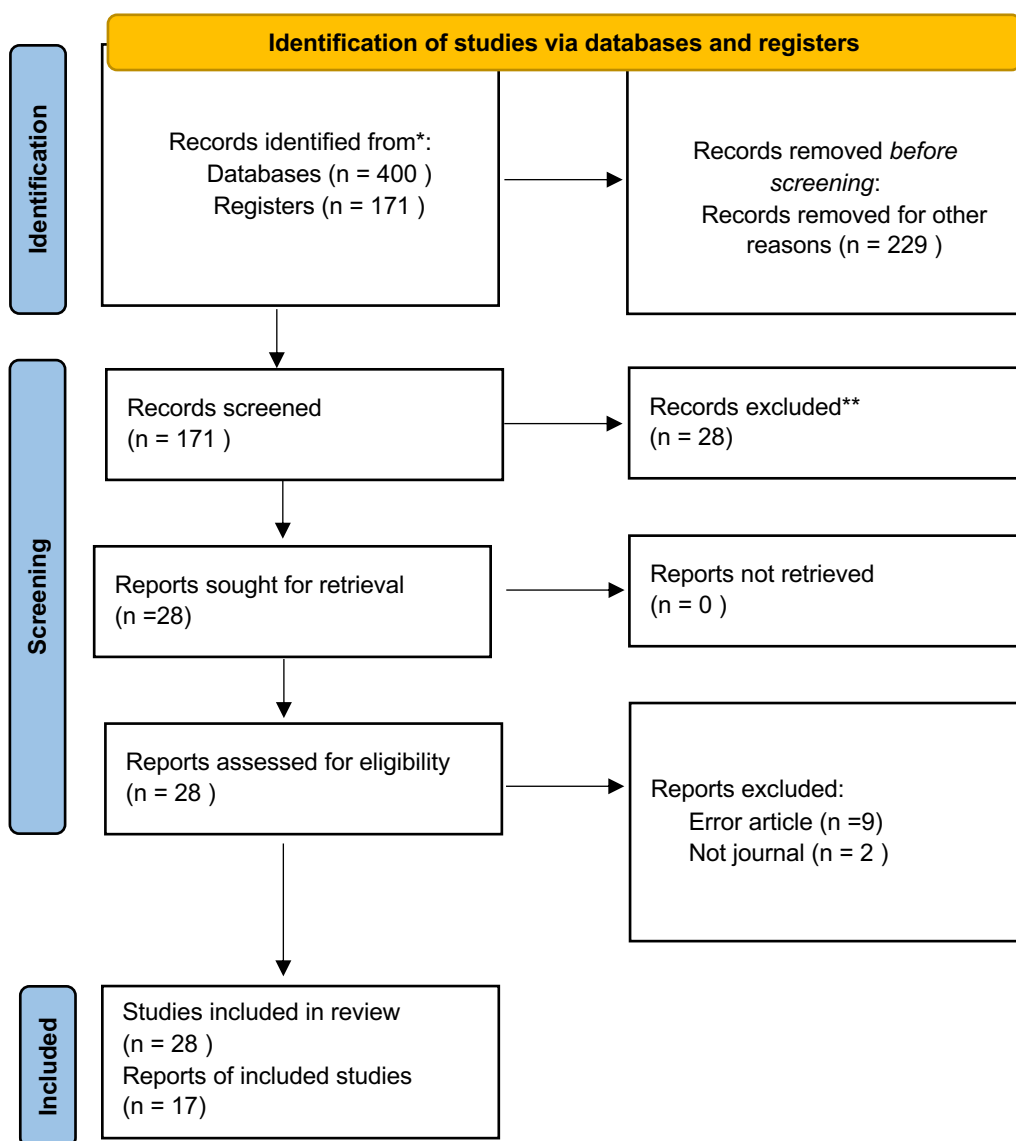 Identification of studies via databases and registers
Identification
Records identified from*:
Databases (n = 400 )
Registers (n = 171 )
Records removed before
screening:
Records removed for other
reasons (n = 229 )
Screening
Records screened
(n = 171 )
Records excluded**
(n = 28)
Reports sought for retrieval
(n =28)
Reports not retrieved
(n = 0 )
Reports assessed for eligibility
(n = 28 )
Reports excluded:
Error article (n =9)
Not journal (n = 2 )
Included
Studies included in review
(n = 28 )
Reports of included studies
(n = 17)